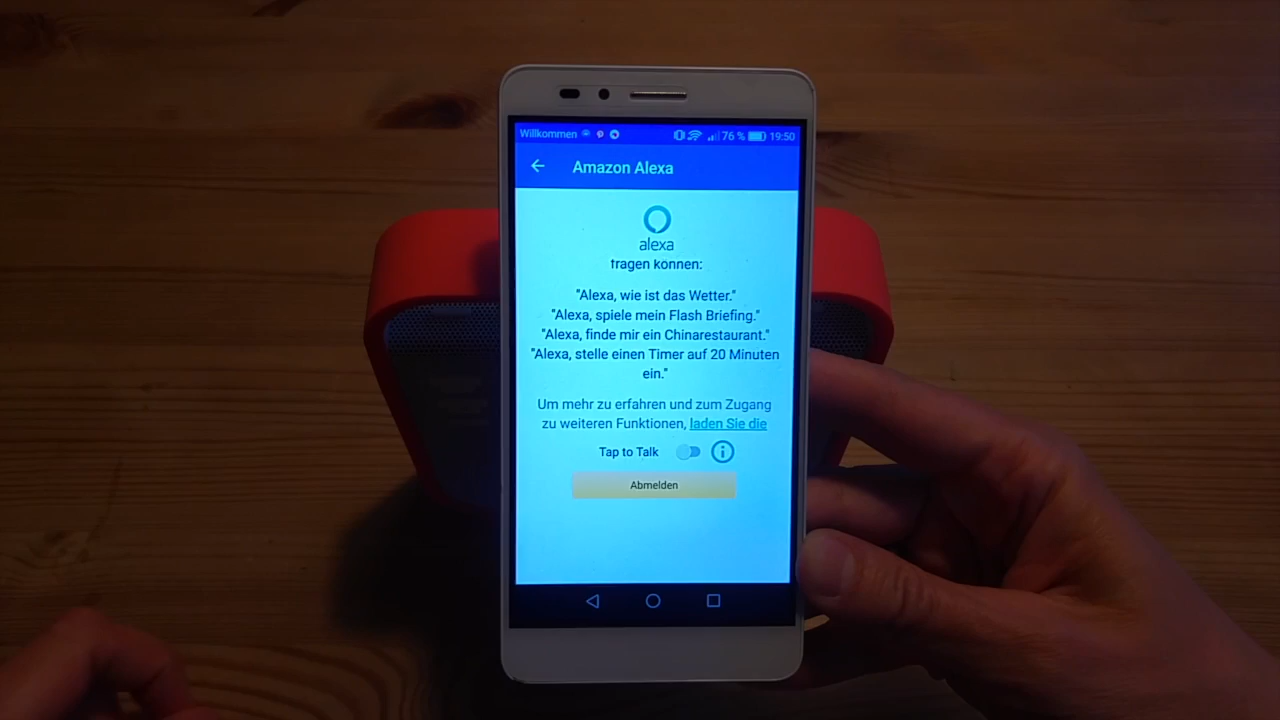 Willkommen 76 % 19:50
Amazon Alexa
alexa
fragen können:
"Alexa, wie ist das Wetter."
"Alexa, spiele mein Flash Briefing."
"Alexa, finde mir ein Chinarestaurant."
"Alexa, stelle einen Timer auf 20 Minuten
ein."
Um mehr zu erfahren und zum Zugang
zu weiteren Funktionen, laden Sie die
Tap to Talk
Abmelden